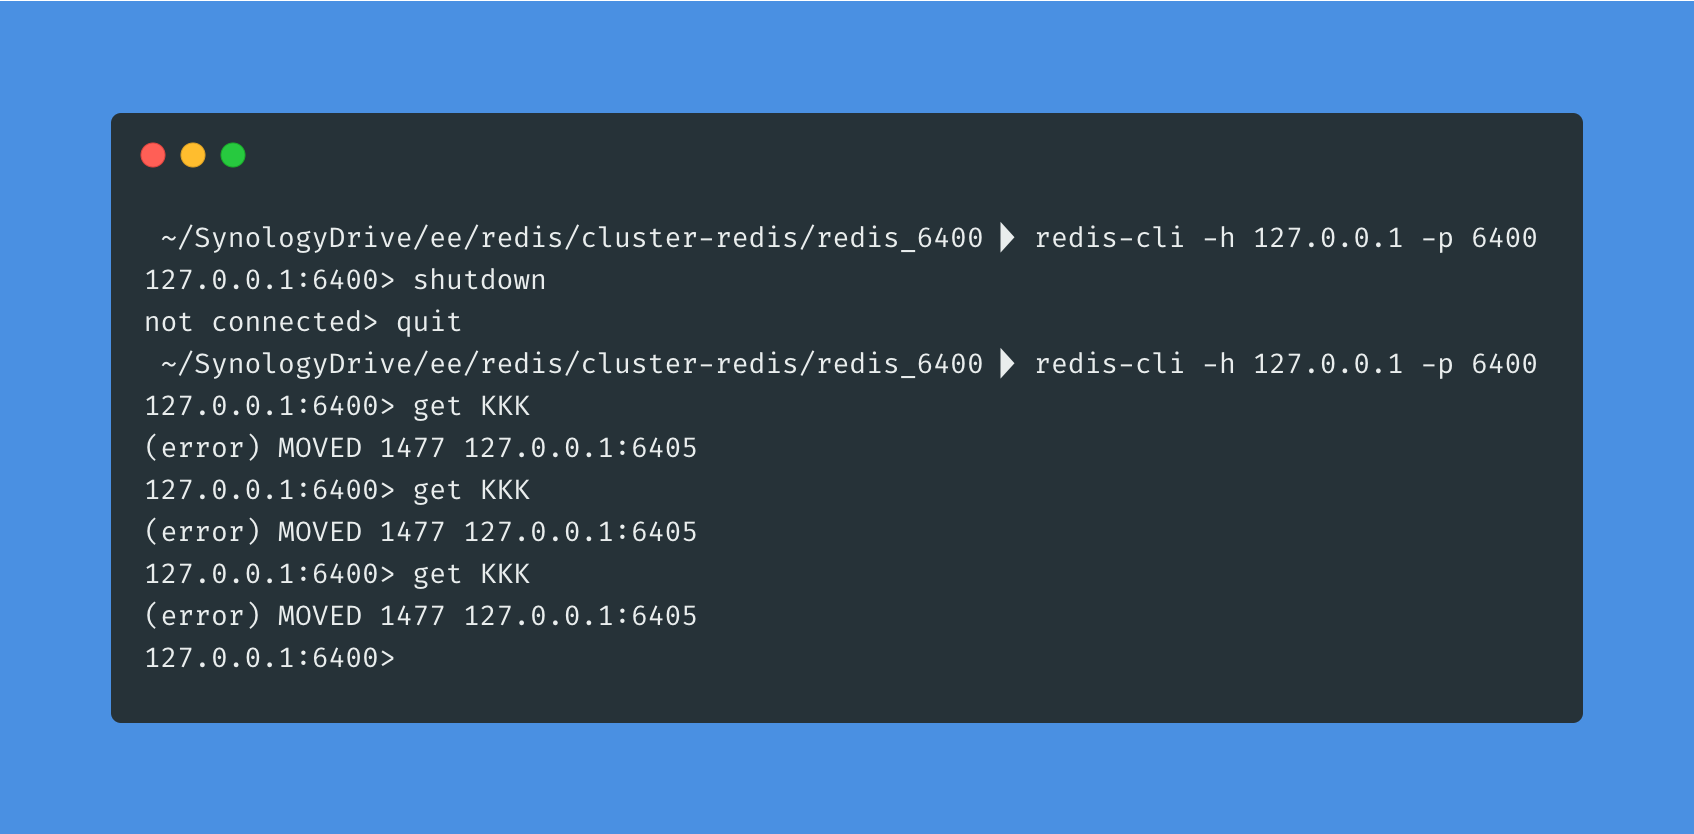 ~/SynologyDrive/ee/redis/cluster-redis/redis_6400 redis-cli -h 127.0.0.1 -p 6400
127.0.0.1:6400> shutdown
not connected> quit
~/SynologyDrive/ee/redis/cluster-redis/redis_6400 redis-cli -h 127.0.0.1 -p 6400
127.0.0.1:6400> get KKK
(error) MOVED 1477 127.0.0.1:6405
127.0.0.1:6400> get KKK
(error) MOVED 1477 127.0.0.1:6405
127.0.0.1:6400> get KKK
(error) MOVED 1477 127.0.0.1:6405
127.0.0.1:6400>